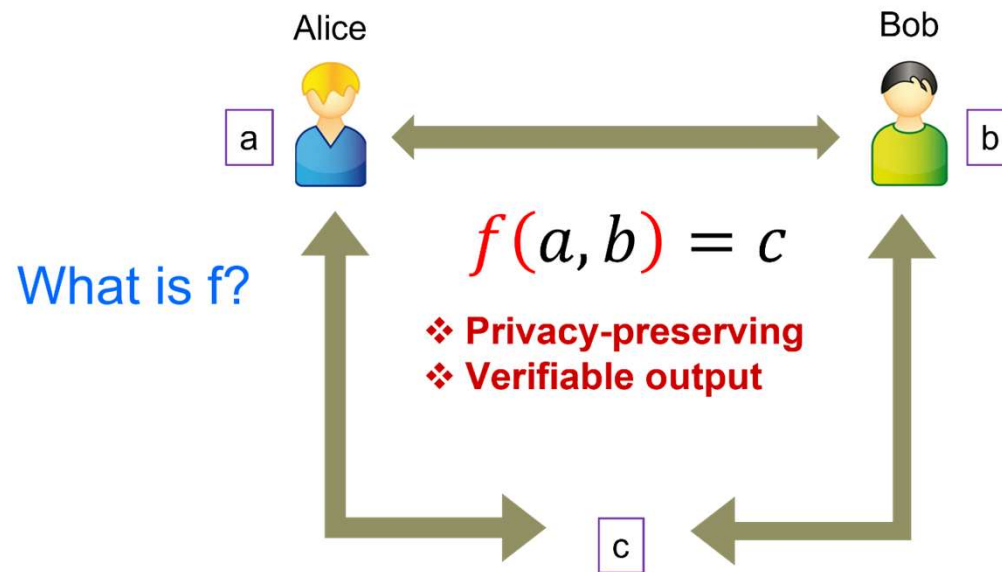 Alice
Bob
a
b
f(a, b) = c
What is f?
❖ Privacy-preserving
❖ Verifiable output
c